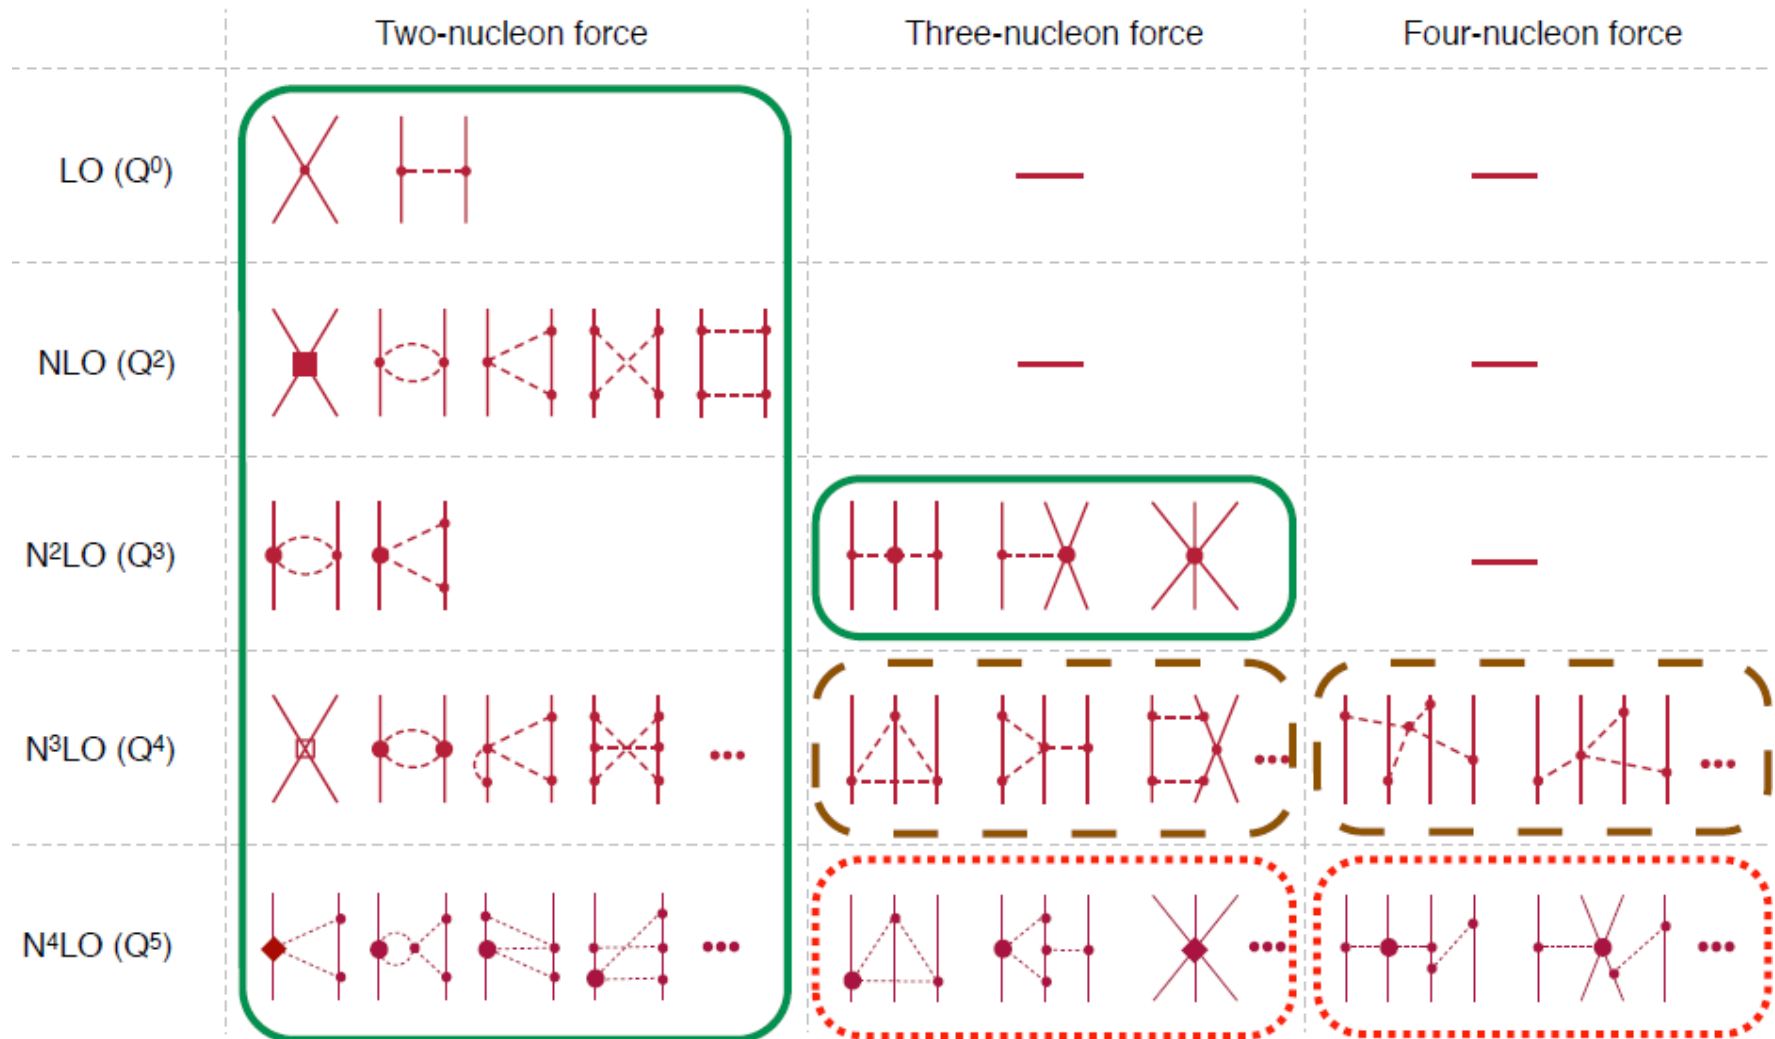 Two-nucleon force Three-nucleon force Four-nucleon force
LO (Q⁰)
NLO (Q²)
N²LO (Q³)
N³LO (Q⁴)
N⁴LO (Q⁵)